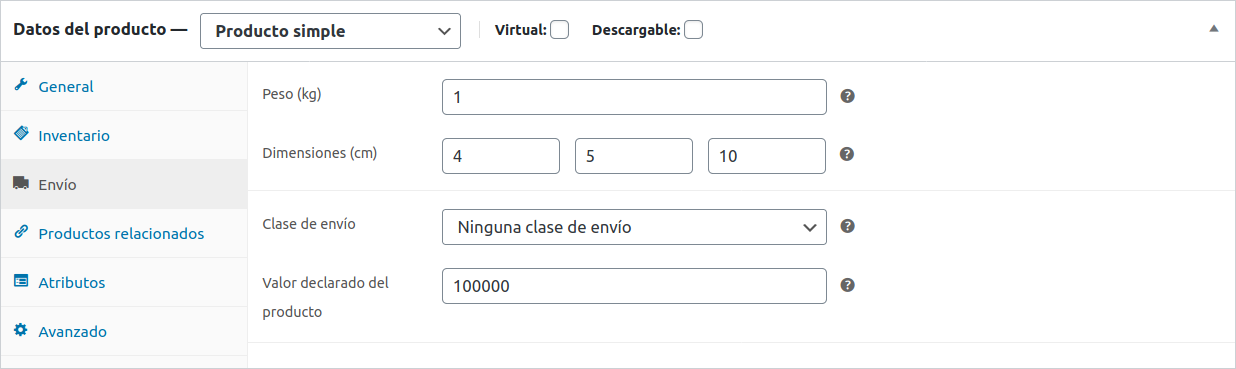 Datos del producto — Producto simple Virtual: Descargable:
General
Inventario
Envío
Productos relacionados
Atributos
Avanzado
Peso (kg) 1
Dimensiones (cm) 4 5 10
Clase de envío Ninguna clase de envío
Valor declarado del 100000
producto